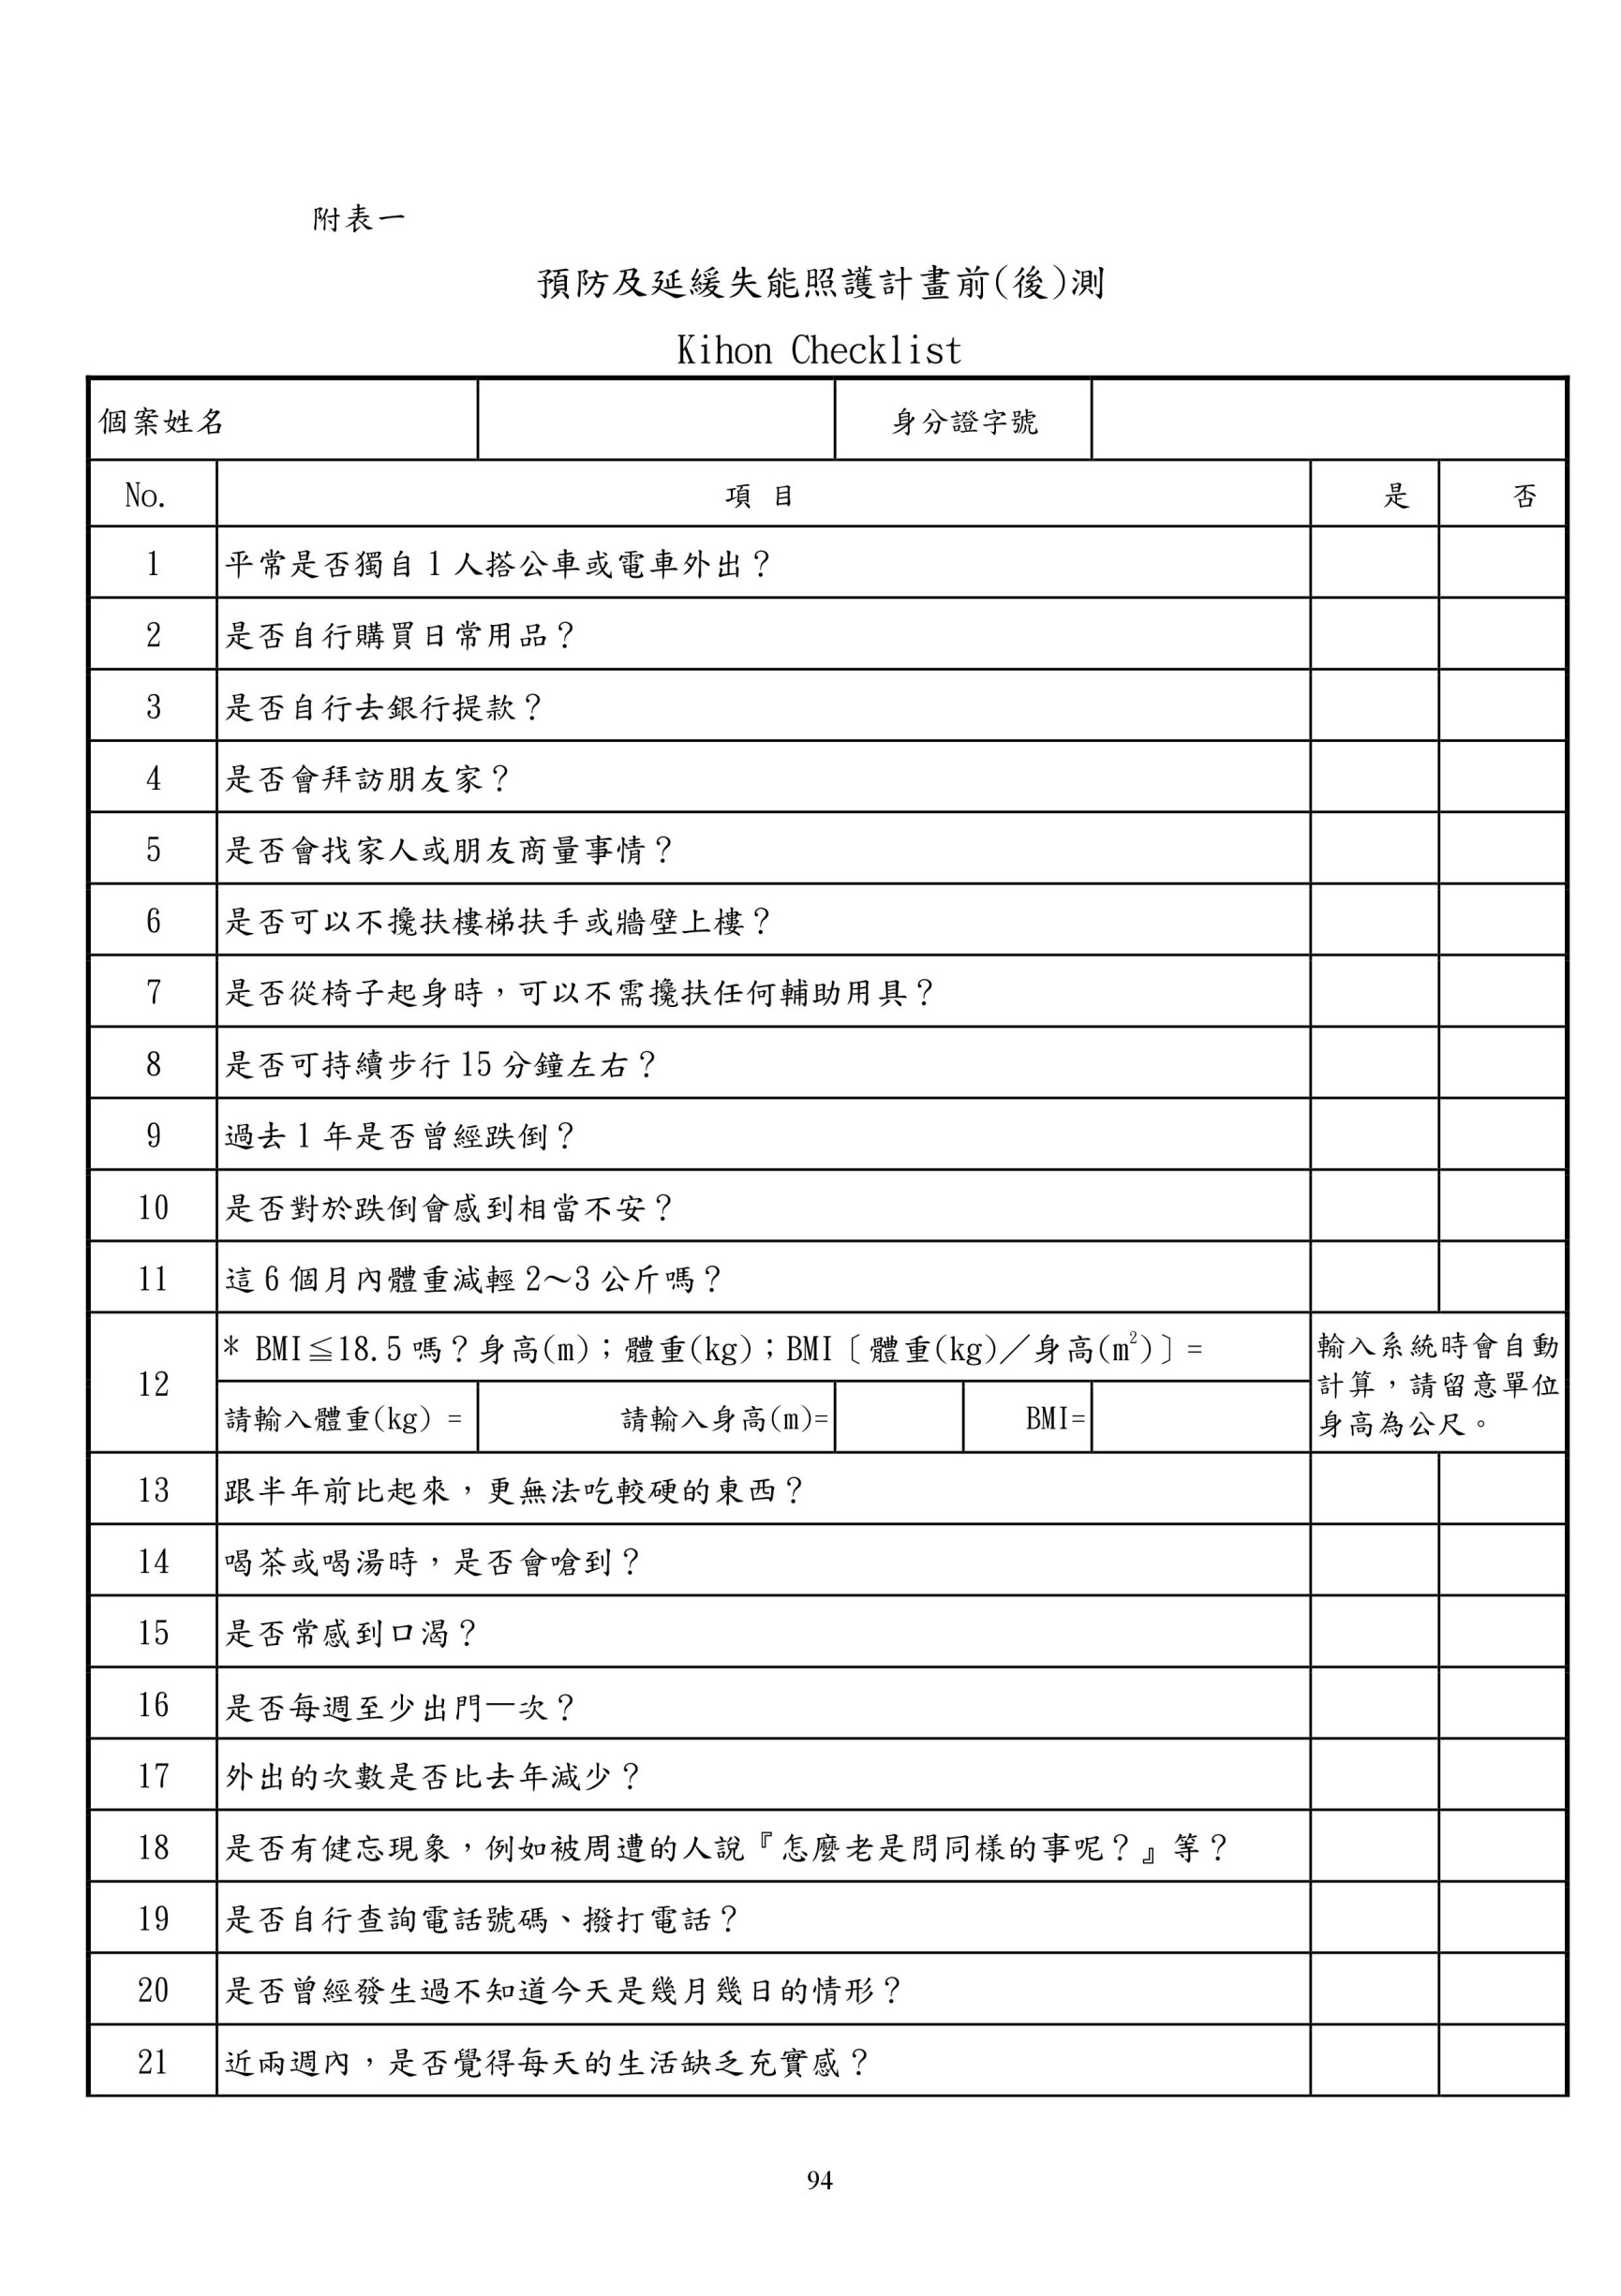 附表一
預防及延緩失能照護計畫前(後)測
Kihon Checklist
個案姓名 身分證字號
No. 項 目 是 否
1 平常是否獨自 1 人搭公車或電車外出？
2 是否自行購買日常用品？
3 是否自行去銀行提款？
4 是否會拜訪朋友家？
5 是否會找家人或朋友商量事情？
6 是否可以不攙扶樓梯扶手或牆壁上樓？
7 是否從椅子起身時，可以不需攙扶任何輔助用具？
8 是否可持續步行 15 分鐘左右？
9 過去 1 年是否曾經跌倒？
10 是否對於跌倒會感到相當不安？
11 這 6 個月內體重減輕 2～3 公斤嗎？
12 * BMI≦18.5 嗎？身高(m)；體重(kg)；BMI〔體重(kg)／身高(m²)〕=
請輸入體重(kg) = 請輸入身高(m)= BMI=
輸入系統時會自動
計算，請留意單位
身高為公尺。
13 跟半年前比起來，更無法吃較硬的東西？
14 喝茶或喝湯時，是否會嗆到？
15 是否常感到口渴？
16 是否每週至少出門一次？
17 外出的次數是否比去年減少？
18 是否有健忘現象，例如被周遭的人說『怎麼老是問同樣的事呢？』等？
19 是否自行查詢電話號碼、撥打電話？
20 是否曾經發生過不知道今天是幾月幾日的情形？
21 近兩週內，是否覺得每天的生活缺乏充實感？
94